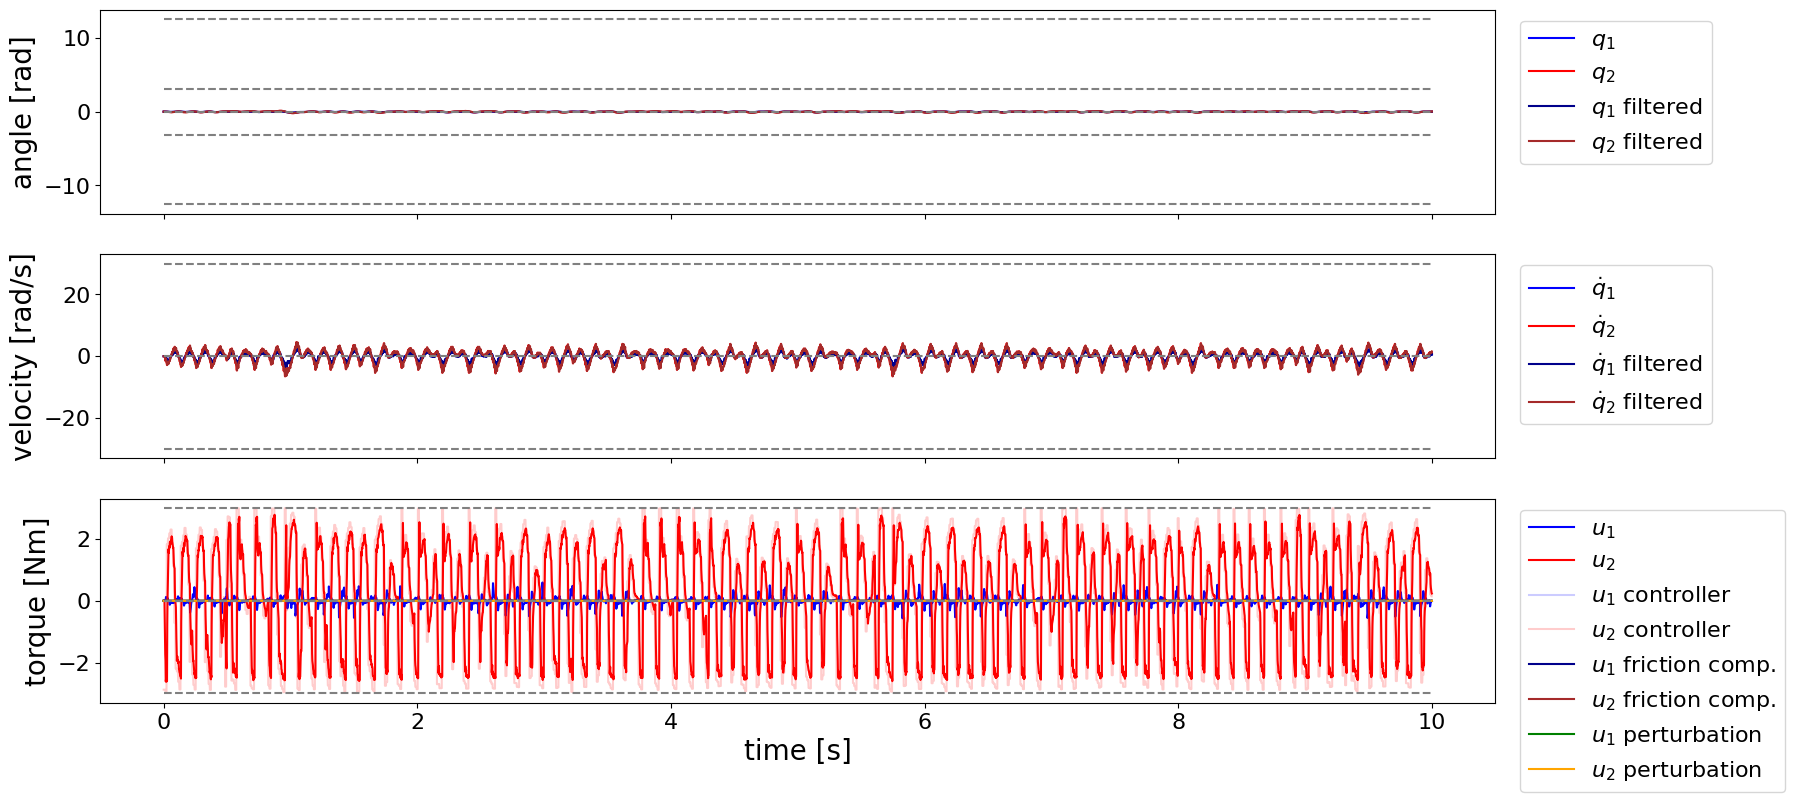 angle [rad]
10
0
−10
q₁
q₂
q₁ filtered
q₂ filtered
velocity [rad/s]
20
0
−20
q̇₁
q̇₂
q̇₁ filtered
q̇₂ filtered
torque [Nm]
2
0
−2
0 2 4 6 8 10
time [s]
u₁
u₂
u₁ controller
u₂ controller
u₁ friction comp.
u₂ friction comp.
u₁ perturbation
u₂ perturbation